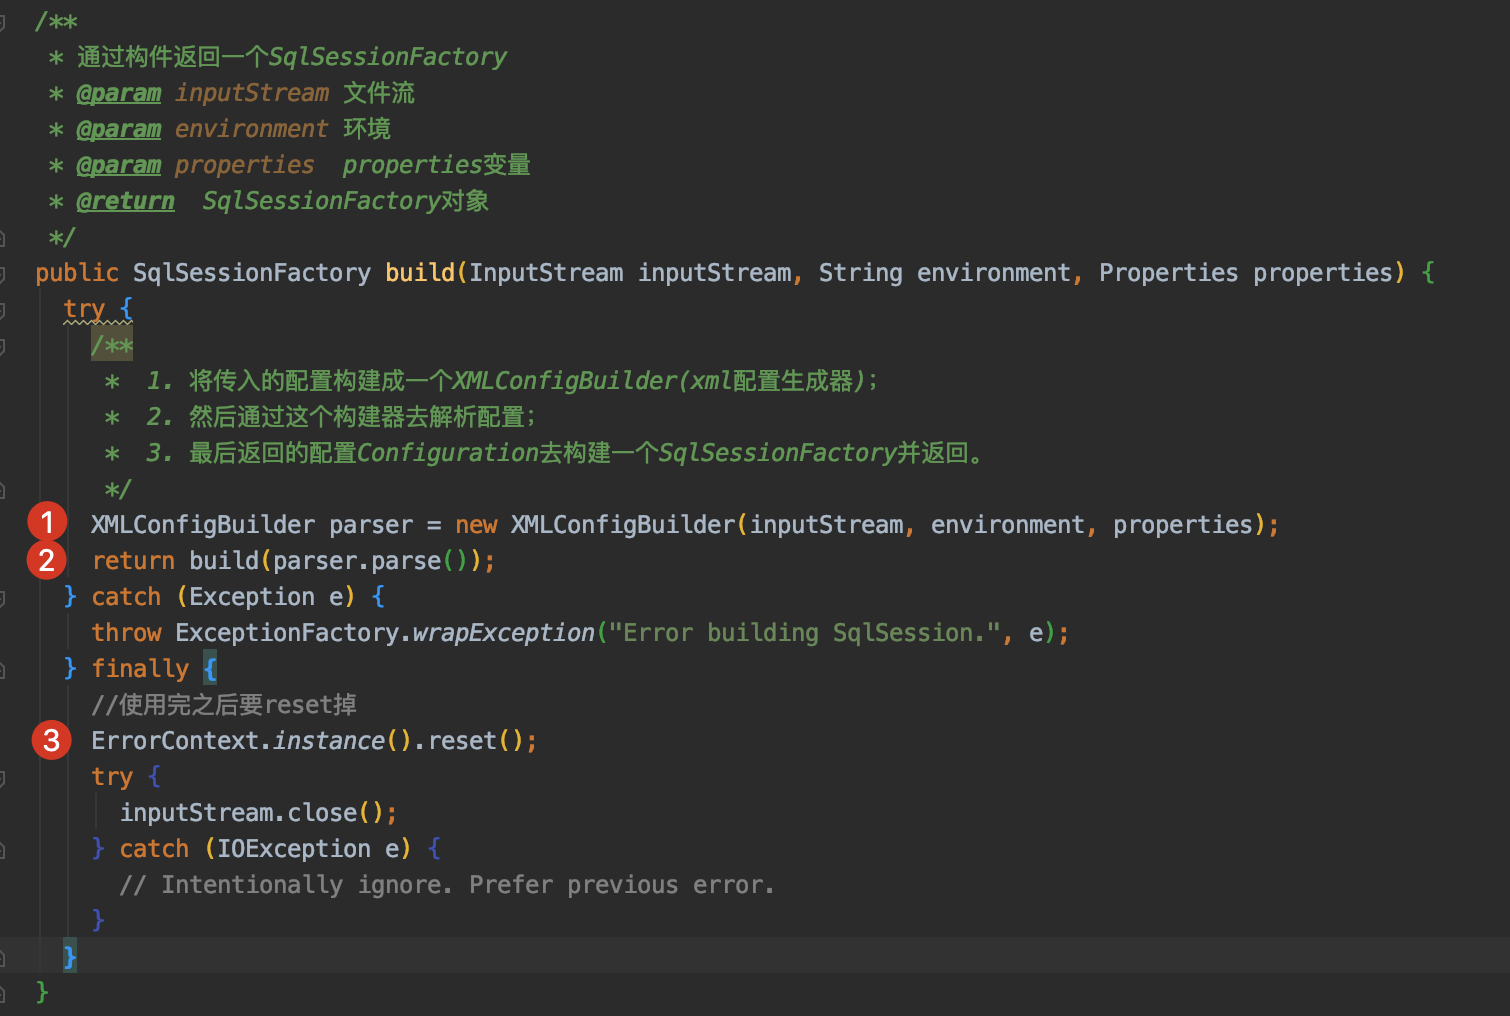 /**
* 通过构件返回一个SqlSessionFactory
* @param inputStream 文件流
* @param environment 环境
* @param properties  properties变量
* @return  SqlSessionFactory对象
*/
public SqlSessionFactory build(InputStream inputStream, String environment, Properties properties) {
try {
/**
*  1. 将传入的配置构建成一个XMLConfigBuilder(xml配置生成器);
*  2. 然后通过这个构建器去解析配置;
*  3. 最后返回的配置Configuration去构建一个SqlSessionFactory并返回。
*/
1 XMLConfigBuilder parser = new XMLConfigBuilder(inputStream, environment, properties);
2 return build(parser.parse());
} catch (Exception e) {
throw ExceptionFactory.wrapException("Error building SqlSession.", e);
} finally {
//使用完之后要reset掉
3 ErrorContext.instance().reset();
try {
inputStream.close();
} catch (IOException e) {
// Intentionally ignore. Prefer previous error.
}
}
}